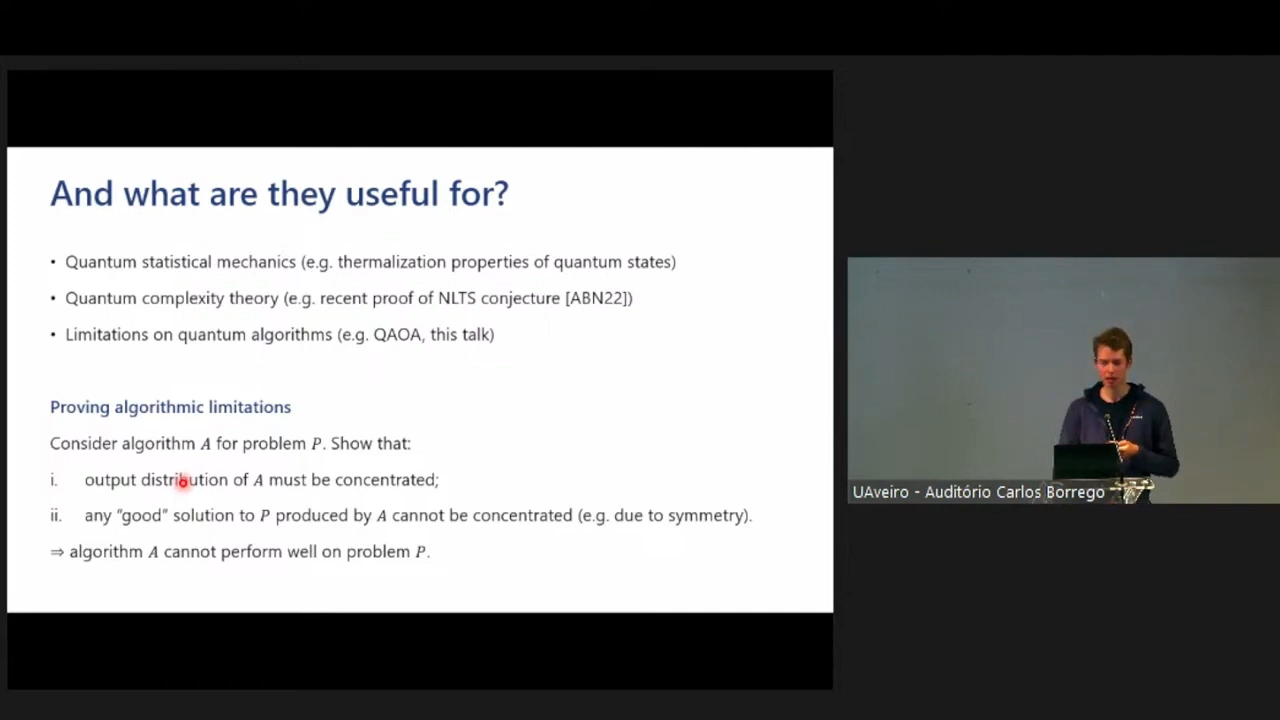 And what are they useful for?
• Quantum statistical mechanics (e.g. thermalization properties of quantum states)
• Quantum complexity theory (e.g. recent proof of NLTS conjecture [ABN22])
• Limitations on quantum algorithms (e.g. QAOA, this talk)
Proving algorithmic limitations
Consider algorithm A for problem P. Show that:
i. output distribution of A must be concentrated;
ii. any “good” solution to P produced by A cannot be concentrated (e.g. due to symmetry).
⇒ algorithm A cannot perform well on problem P.
UAveiro - Auditório Carlos Borrego